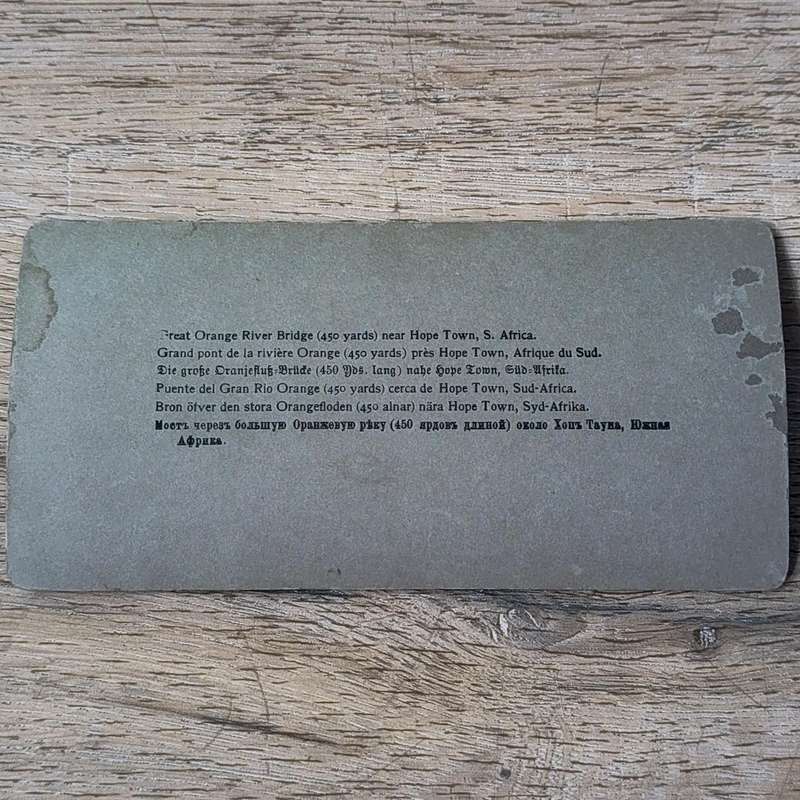 Great Orange River Bridge (450 yards) near Hope Town, S. Africa.
Grand pont de la rivière Orange (450 yards) près Hope Town, Afrique du Sud.
Die große Oranjefluß-Brücke (450 Yds. lang) nahe Hope Town, Süd-Afrika.
Puente del Gran Rio Orange (450 yards) cerca de Hope Town, Sud-Africa.
Bron öfver den stora Orangefloden (450 alnar) nära Hope Town, Syd-Afrika.
Мостъ черезъ большую Оранжевую рѣку (450 ярдовъ длиной) около Хопъ Тауна, Южная
Африка.